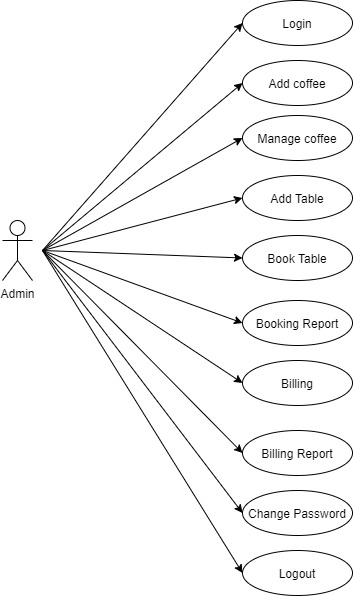 Login
Add coffee
Manage coffee
Add Table
Book Table
Admin
Booking Report
Billing
Billing Report
Change Password
Logout